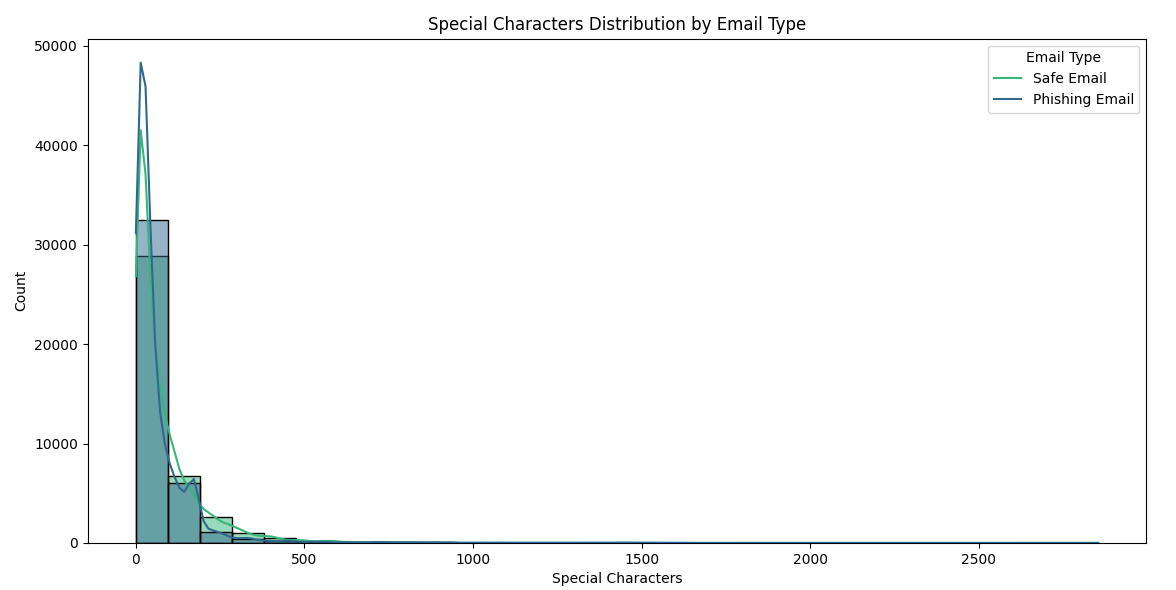 Special Characters Distribution by Email Type
Email Type
Safe Email
Phishing Email
50000
40000
30000
20000
10000
0
Count
0 500 1000 1500 2000 2500
Special Characters